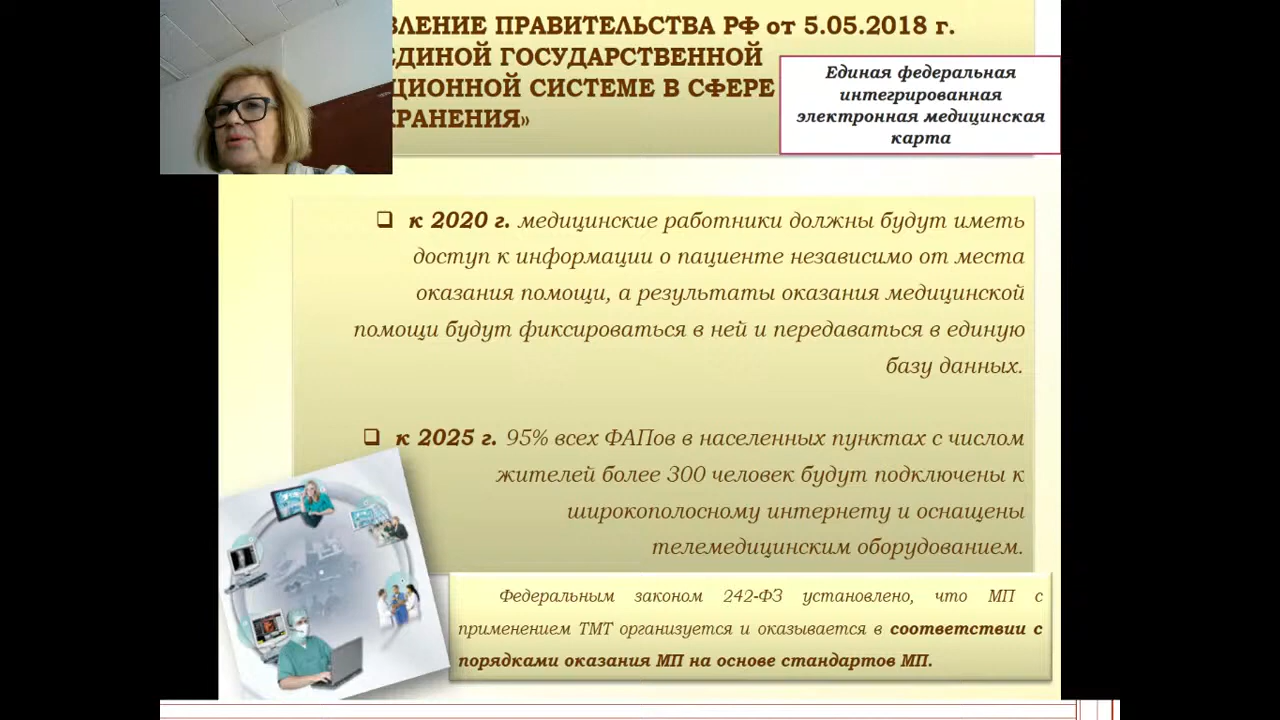 ВЛЕНИЕ ПРАВИТЕЛЬСТВА РФ от 5.05.2018 г.
ЕДИНОЙ ГОСУДАРСТВЕННОЙ
ЦИОННОЙ СИСТЕМЕ В СФЕРЕ
ХРАНЕНИЯ»
Единая федеральная
интегрированная
электронная медицинская
карта
к 2020 г. медицинские работники должны будут иметь
доступ к информации о пациенте независимо от места
оказания помощи, а результаты оказания медицинской
помощи будут фиксироваться в ней и передаваться в единую
базу данных.
к 2025 г. 95% всех ФАПов в населенных пунктах с числом
жителей более 300 человек будут подключены к
широкополосному интернету и оснащены
телемедицинским оборудованием.
Федеральным законом 242-ФЗ установлено, что МП с
применением ТМТ организуется и оказывается в соответствии с
порядками оказания МП на основе стандартов МП.